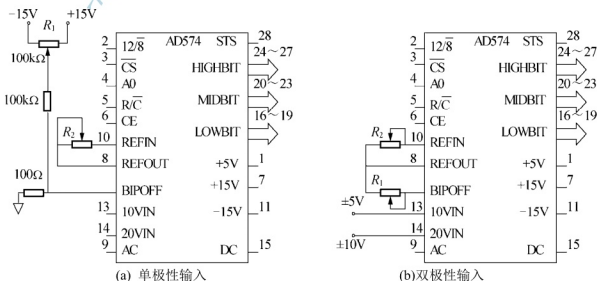 −15V +15V
R₁
100kΩ
100kΩ
100Ω
R₂
AD574 STS 28
2 12/8̅
3 C̅S̅
4 A0
5 R/C̅
6 CE
10 REFIN
8 REFOUT
BIPOFF
13 10VIN
14 20VIN
9 AC
24～27
HIGHBIT
20～23
MIDBIT
16～19
LOWBIT
+5V 1
+15V 7
−15V 11
DC 15
(a) 单极性输入
AD574 STS 28
2 12/8̅
3 C̅S̅
4 A0
5 R/C̅
6 CE
R₂
10 REFIN
8 REFOUT
R₁
BIPOFF
±5V 13 10VIN
14 20VIN
±10V
9 AC
24～27
HIGHBIT
20～23
MIDBIT
16～19
LOWBIT
+5V 1
+15V 7
−15V 11
DC 15
(b)双极性输入